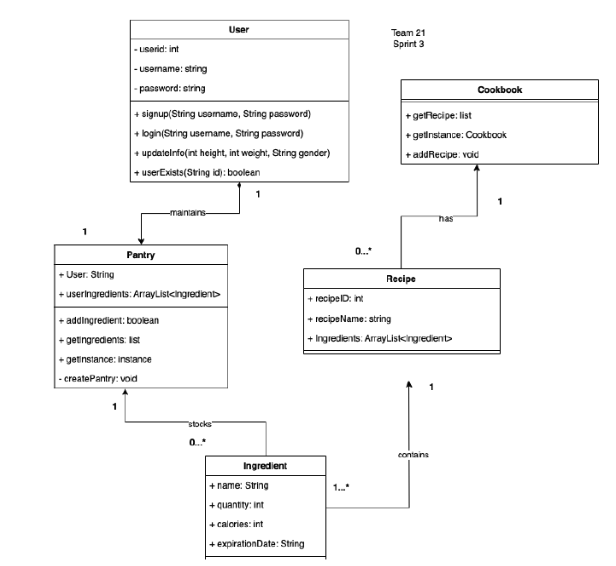 User
- userid: int
- username: string
- password: string
+ signup(String username, String password)
+ login(String username, String password)
+ updateInfo(int height, int weight, String gender)
+ userExists(String id): boolean
Team 21
Sprint 3
Cookbook
+ getRecipe: list
+ getInstance: Cookbook
+ addRecipe: void
1
maintains
1
1
has
0...*
Pantry
+ User: String
+ userIngredients: ArrayList<Ingredient>
+ addIngredient: boolean
+ getIngredients: list
+ getInstance: instance
- createPantry: void
Recipe
+ recipeID: int
+ recipeName: string
+ Ingredients: ArrayList<Ingredient>
1
stocks
0...*
1
contains
1...*
Ingredient
+ name: String
+ quantity: int
+ calories: int
+ expirationDate: String